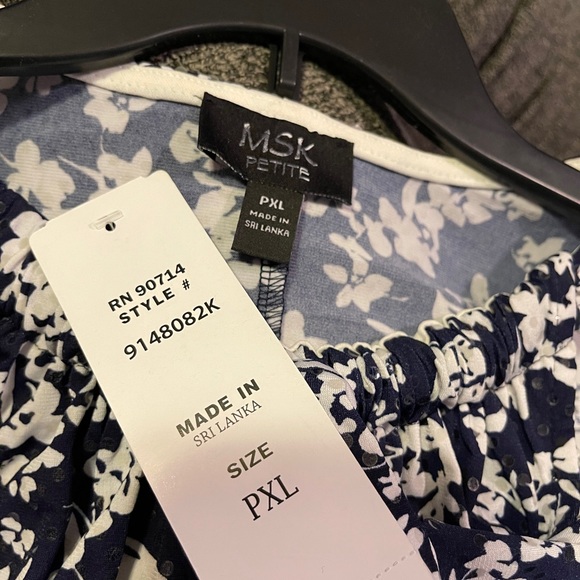 MSK
PETITE
PXL
MADE IN
SRI LANKA
RN 90714
STYLE #
9148082K
MADE IN
SRI LANKA
SIZE
PXL